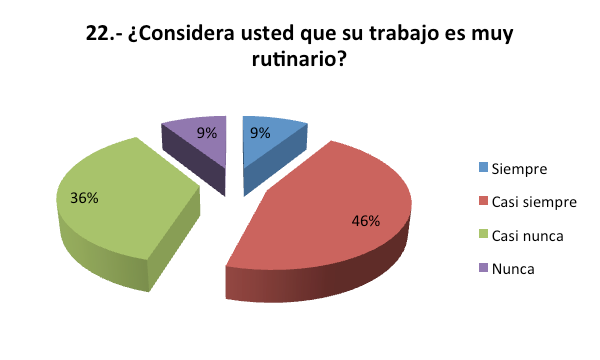 22.- ¿Considera usted que su trabajo es muy
rutinario?
9%
9%
36%
46%
Siempre
Casi siempre
Casi nunca
Nunca